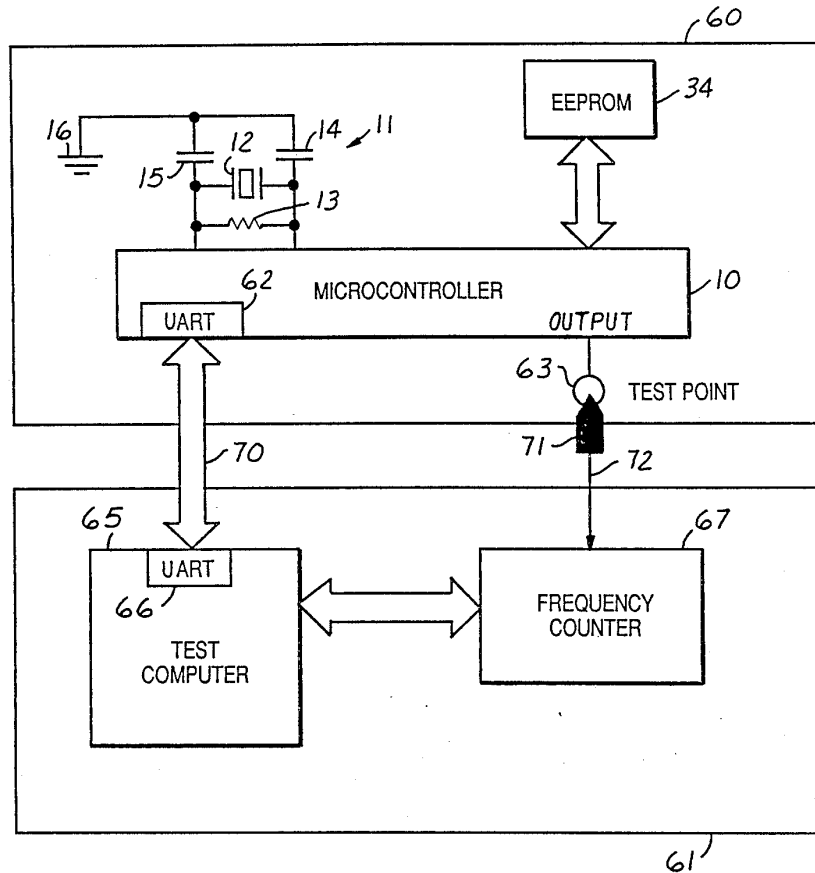 60
EEPROM
34
16
12
14
11
15
13
MICROCONTROLLER
10
62
UART
OUTPUT
63
TEST POINT
71
70
72
65
67
UART
66
FREQUENCY
COUNTER
TEST
COMPUTER
61